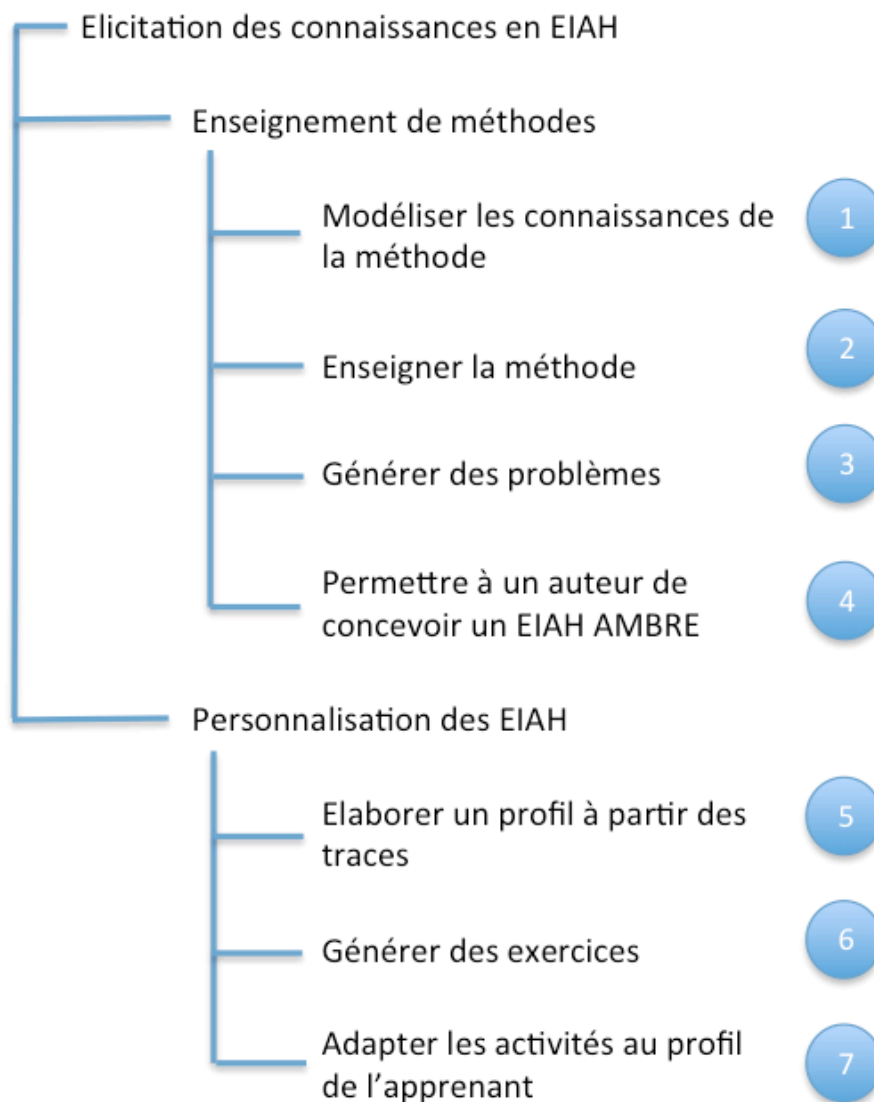 Elicitation des connaissances en EIAH
Enseignement de méthodes
Modéliser les connaissances de
la méthode
1
Enseigner la méthode
2
Générer des problèmes
3
Permettre à un auteur de
concevoir un EIAH AMBRE
4
Personnalisation des EIAH
Elaborer un profil à partir des
traces
5
Générer des exercices
6
Adapter les activités au profil
de l'apprenant
7